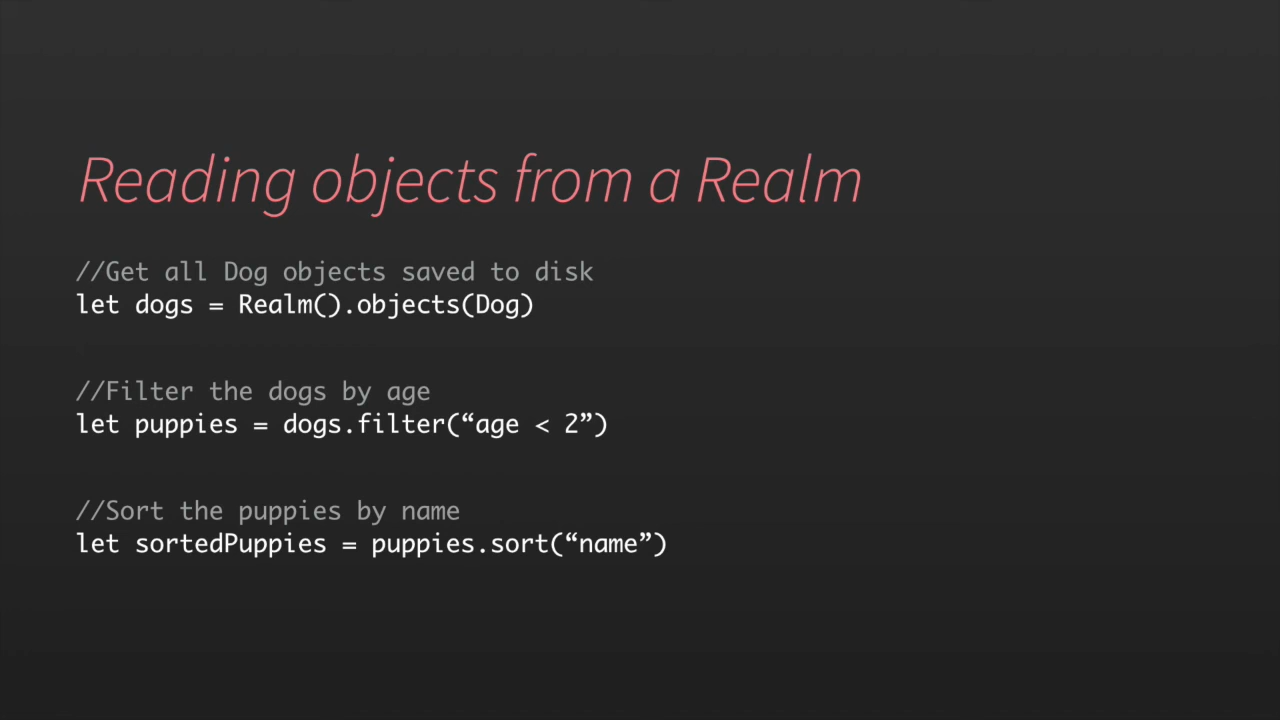 Reading objects from a Realm
//Get all Dog objects saved to disk
let dogs = Realm().objects(Dog)
//Filter the dogs by age
let puppies = dogs.filter(“age < 2”)
//Sort the puppies by name
let sortedPuppies = puppies.sort(“name”)